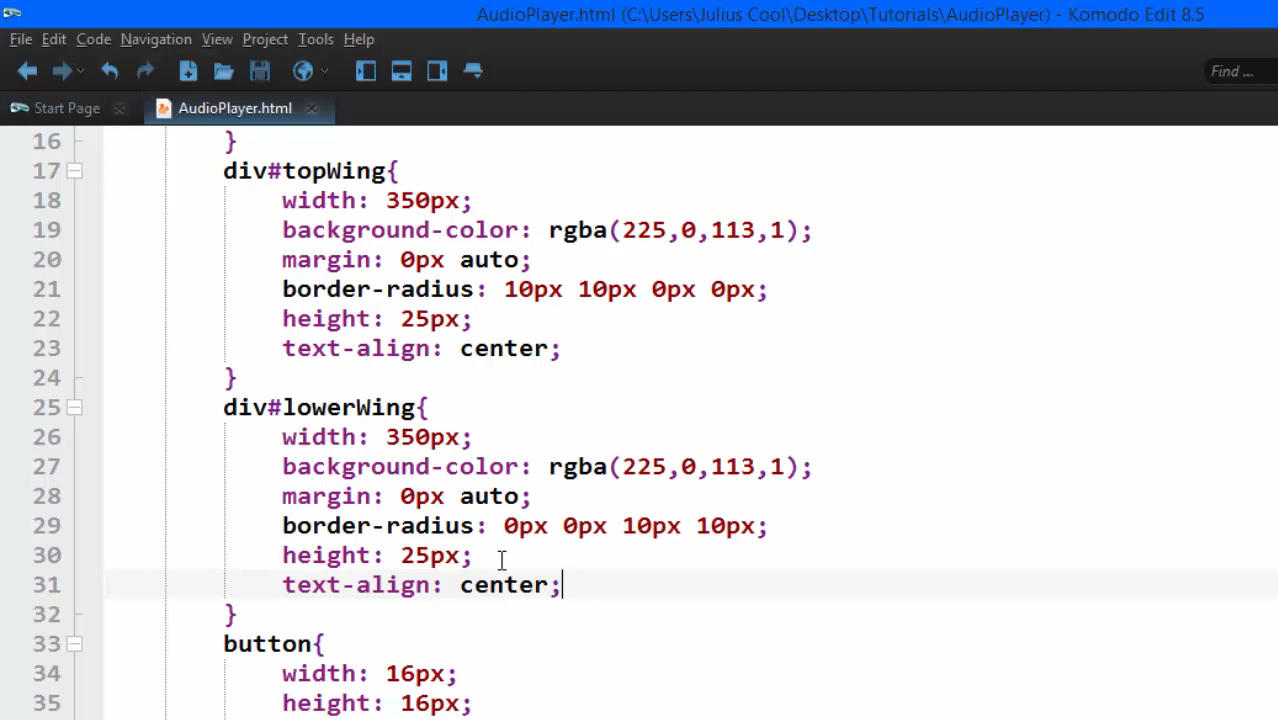 AudioPlayer.html (C:\Users\Julius Cool\Desktop\Tutorials\AudioPlayer) - Komodo Edit 8.5
File Edit Code Navigation View Project Tools Help
Find ...
Start Page AudioPlayer.html
16 }
17 div#topWing{
18 width: 350px;
19 background-color: rgba(225,0,113,1);
20 margin: 0px auto;
21 border-radius: 10px 10px 0px 0px;
22 height: 25px;
23 text-align: center;
24 }
25 div#lowerWing{
26 width: 350px;
27 background-color: rgba(225,0,113,1);
28 margin: 0px auto;
29 border-radius: 0px 0px 10px 10px;
30 height: 25px;
31 text-align: center;
32 }
33 button{
34 width: 16px;
35 height: 16px;